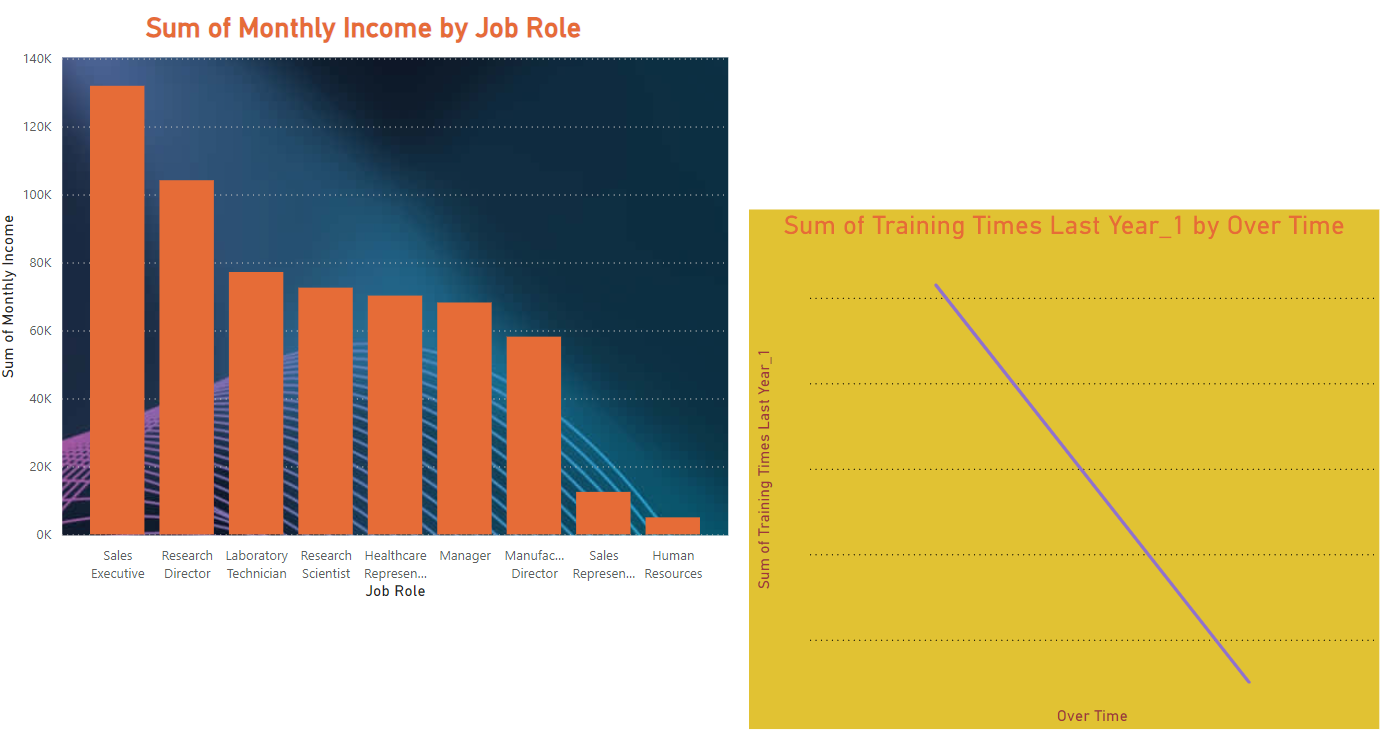 Sum of Monthly Income by Job Role
Sum of Monthly Income
140K
120K
100K
80K
60K
40K
20K
0K
Sales Executive
Research Director
Laboratory Technician
Research Scientist
Healthcare Represen...
Manager
Manufac... Director
Sales Represen...
Human Resources
Job Role
Sum of Training Times Last Year_1 by Over Time
Sum of Training Times Last Year_1
Over Time